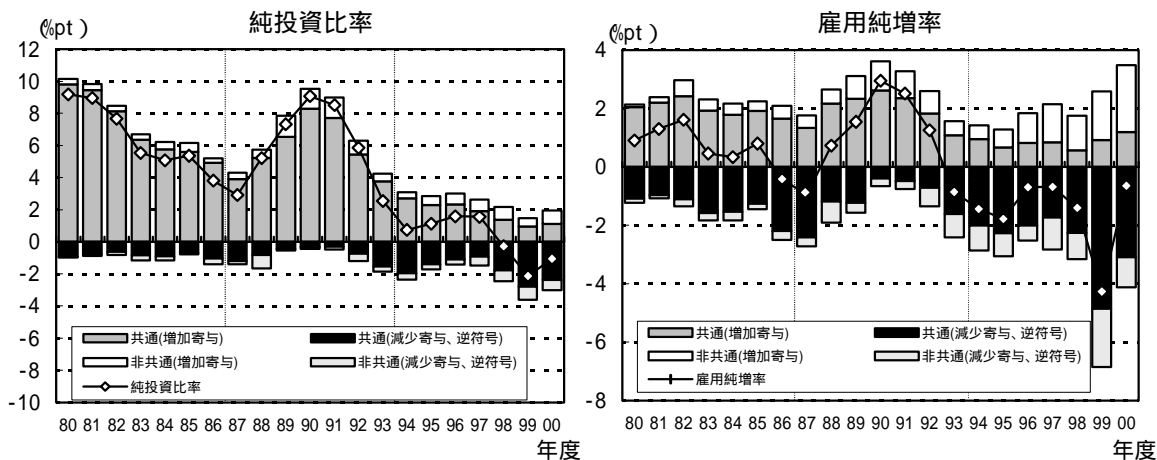 純投資比率
(%pt)
12
10
8
6
4
2
0
-2
-4
-6
-8
-10
共通(増加寄与)
共通(減少寄与、逆符号)
非共通(増加寄与)
非共通(減少寄与、逆符号)
純投資比率
80 81 82 83 84 85 86 87 88 89 90 91 92 93 94 95 96 97 98 99 00
年度
雇用純増率
(%pt)
4
2
0
-2
-4
-6
-8
共通(増加寄与)
共通(減少寄与、逆符号)
非共通(増加寄与)
非共通(減少寄与、逆符号)
雇用純増率
80 81 82 83 84 85 86 87 88 89 90 91 92 93 94 95 96 97 98 99 00
年度